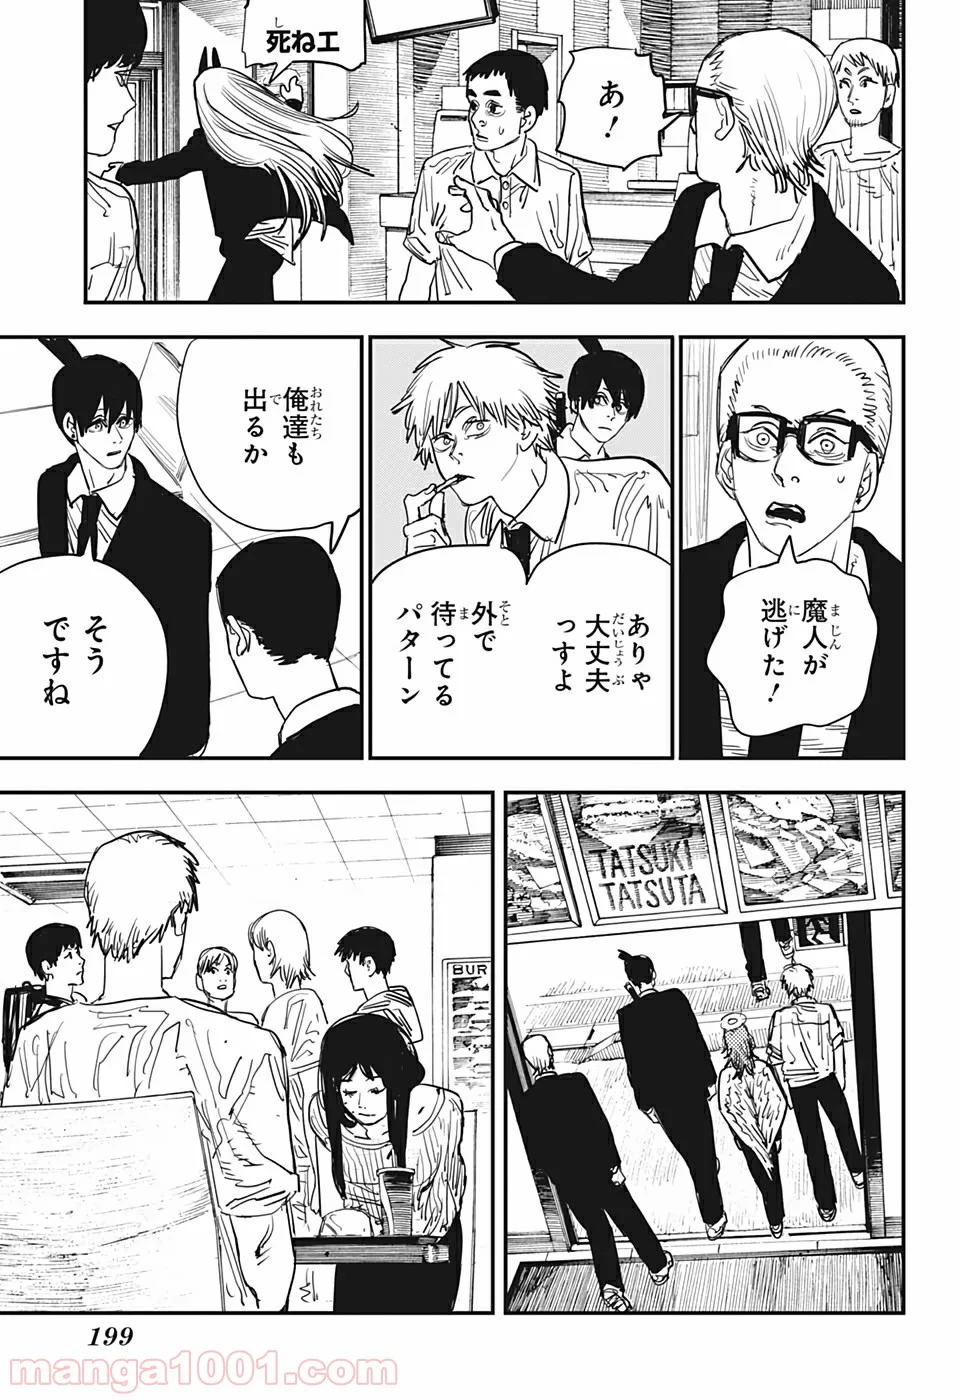 あ！
死ねエ
魔人が
逃げた！
ありゃ
大丈夫
っすよ
外で
待ってる
パターン
俺達も
出るか
そう
ですね
TATSUKI
TATSUTA
BUR
199
manga1001.com